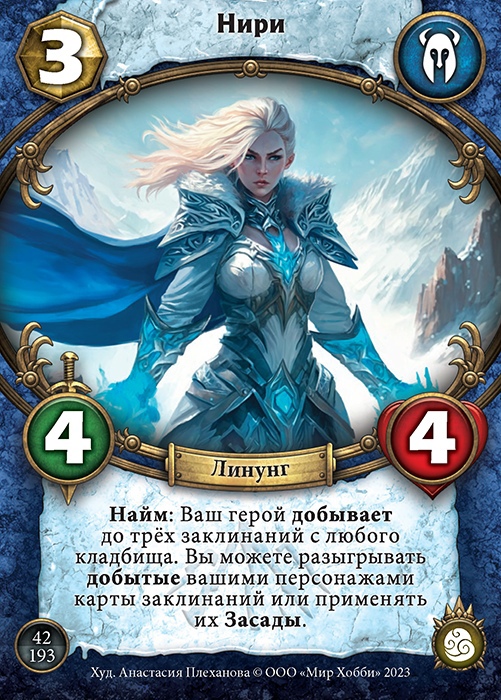 3
Нири
4
4
Линунг
Найм: Ваш герой добывает
до трёх заклинаний с любого
кладбища. Вы можете разыгрывать
добытые вашими персонажами
карты заклинаний или применять
их Засады.
42
193
Худ. Анастасия Плеханова © ООО «Мир Хобби» 2023